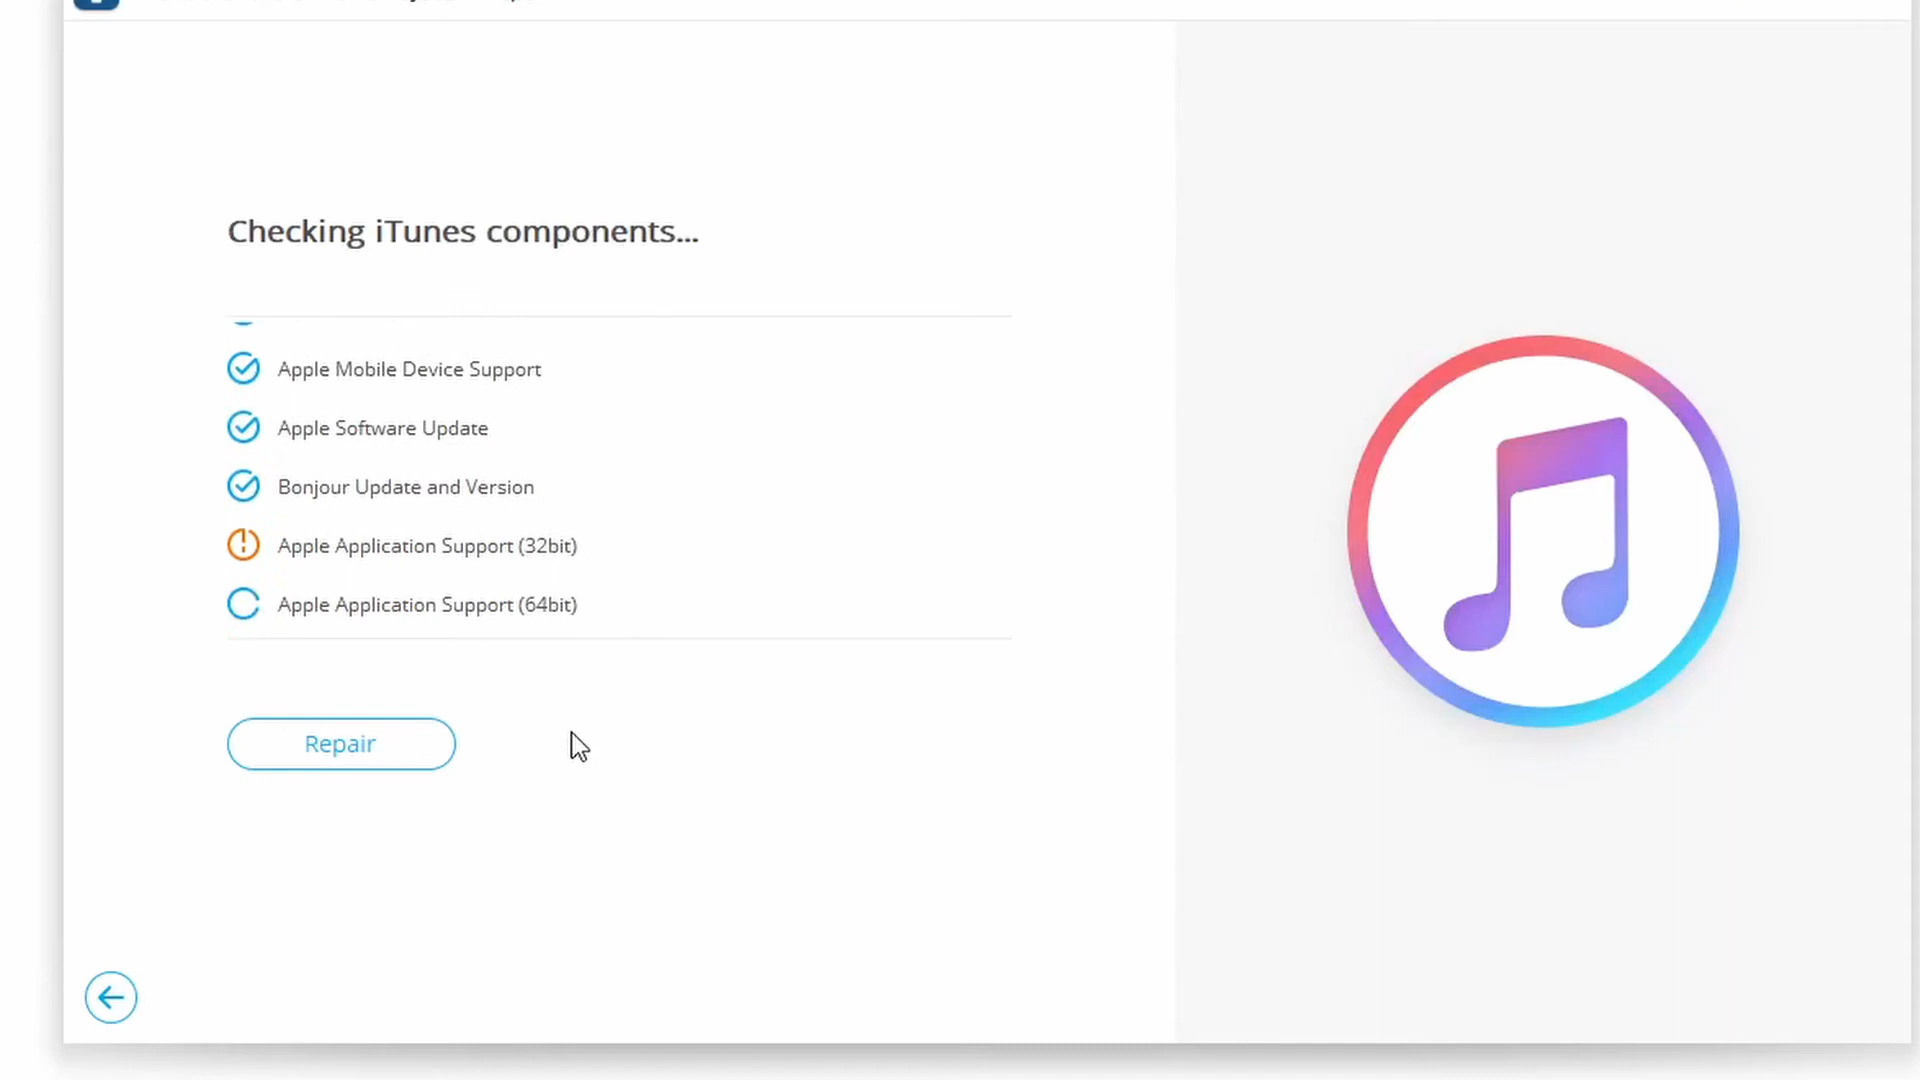 Checking iTunes components...
Apple Mobile Device Support
Apple Software Update
Bonjour Update and Version
Apple Application Support (32bit)
Apple Application Support (64bit)
Repair